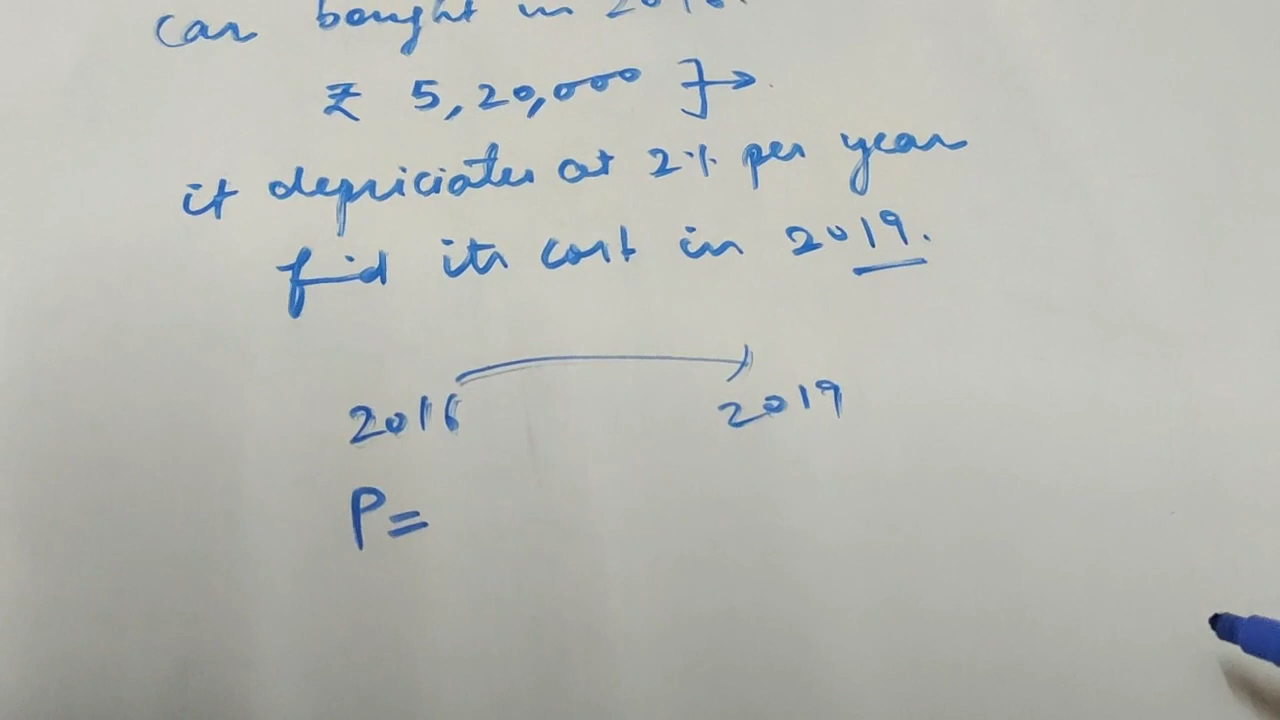 car bought in 2016.
₹ 5,20,000 }→
it depriciates at 2% per year
find its cost in 2019.
2016 2019
P=